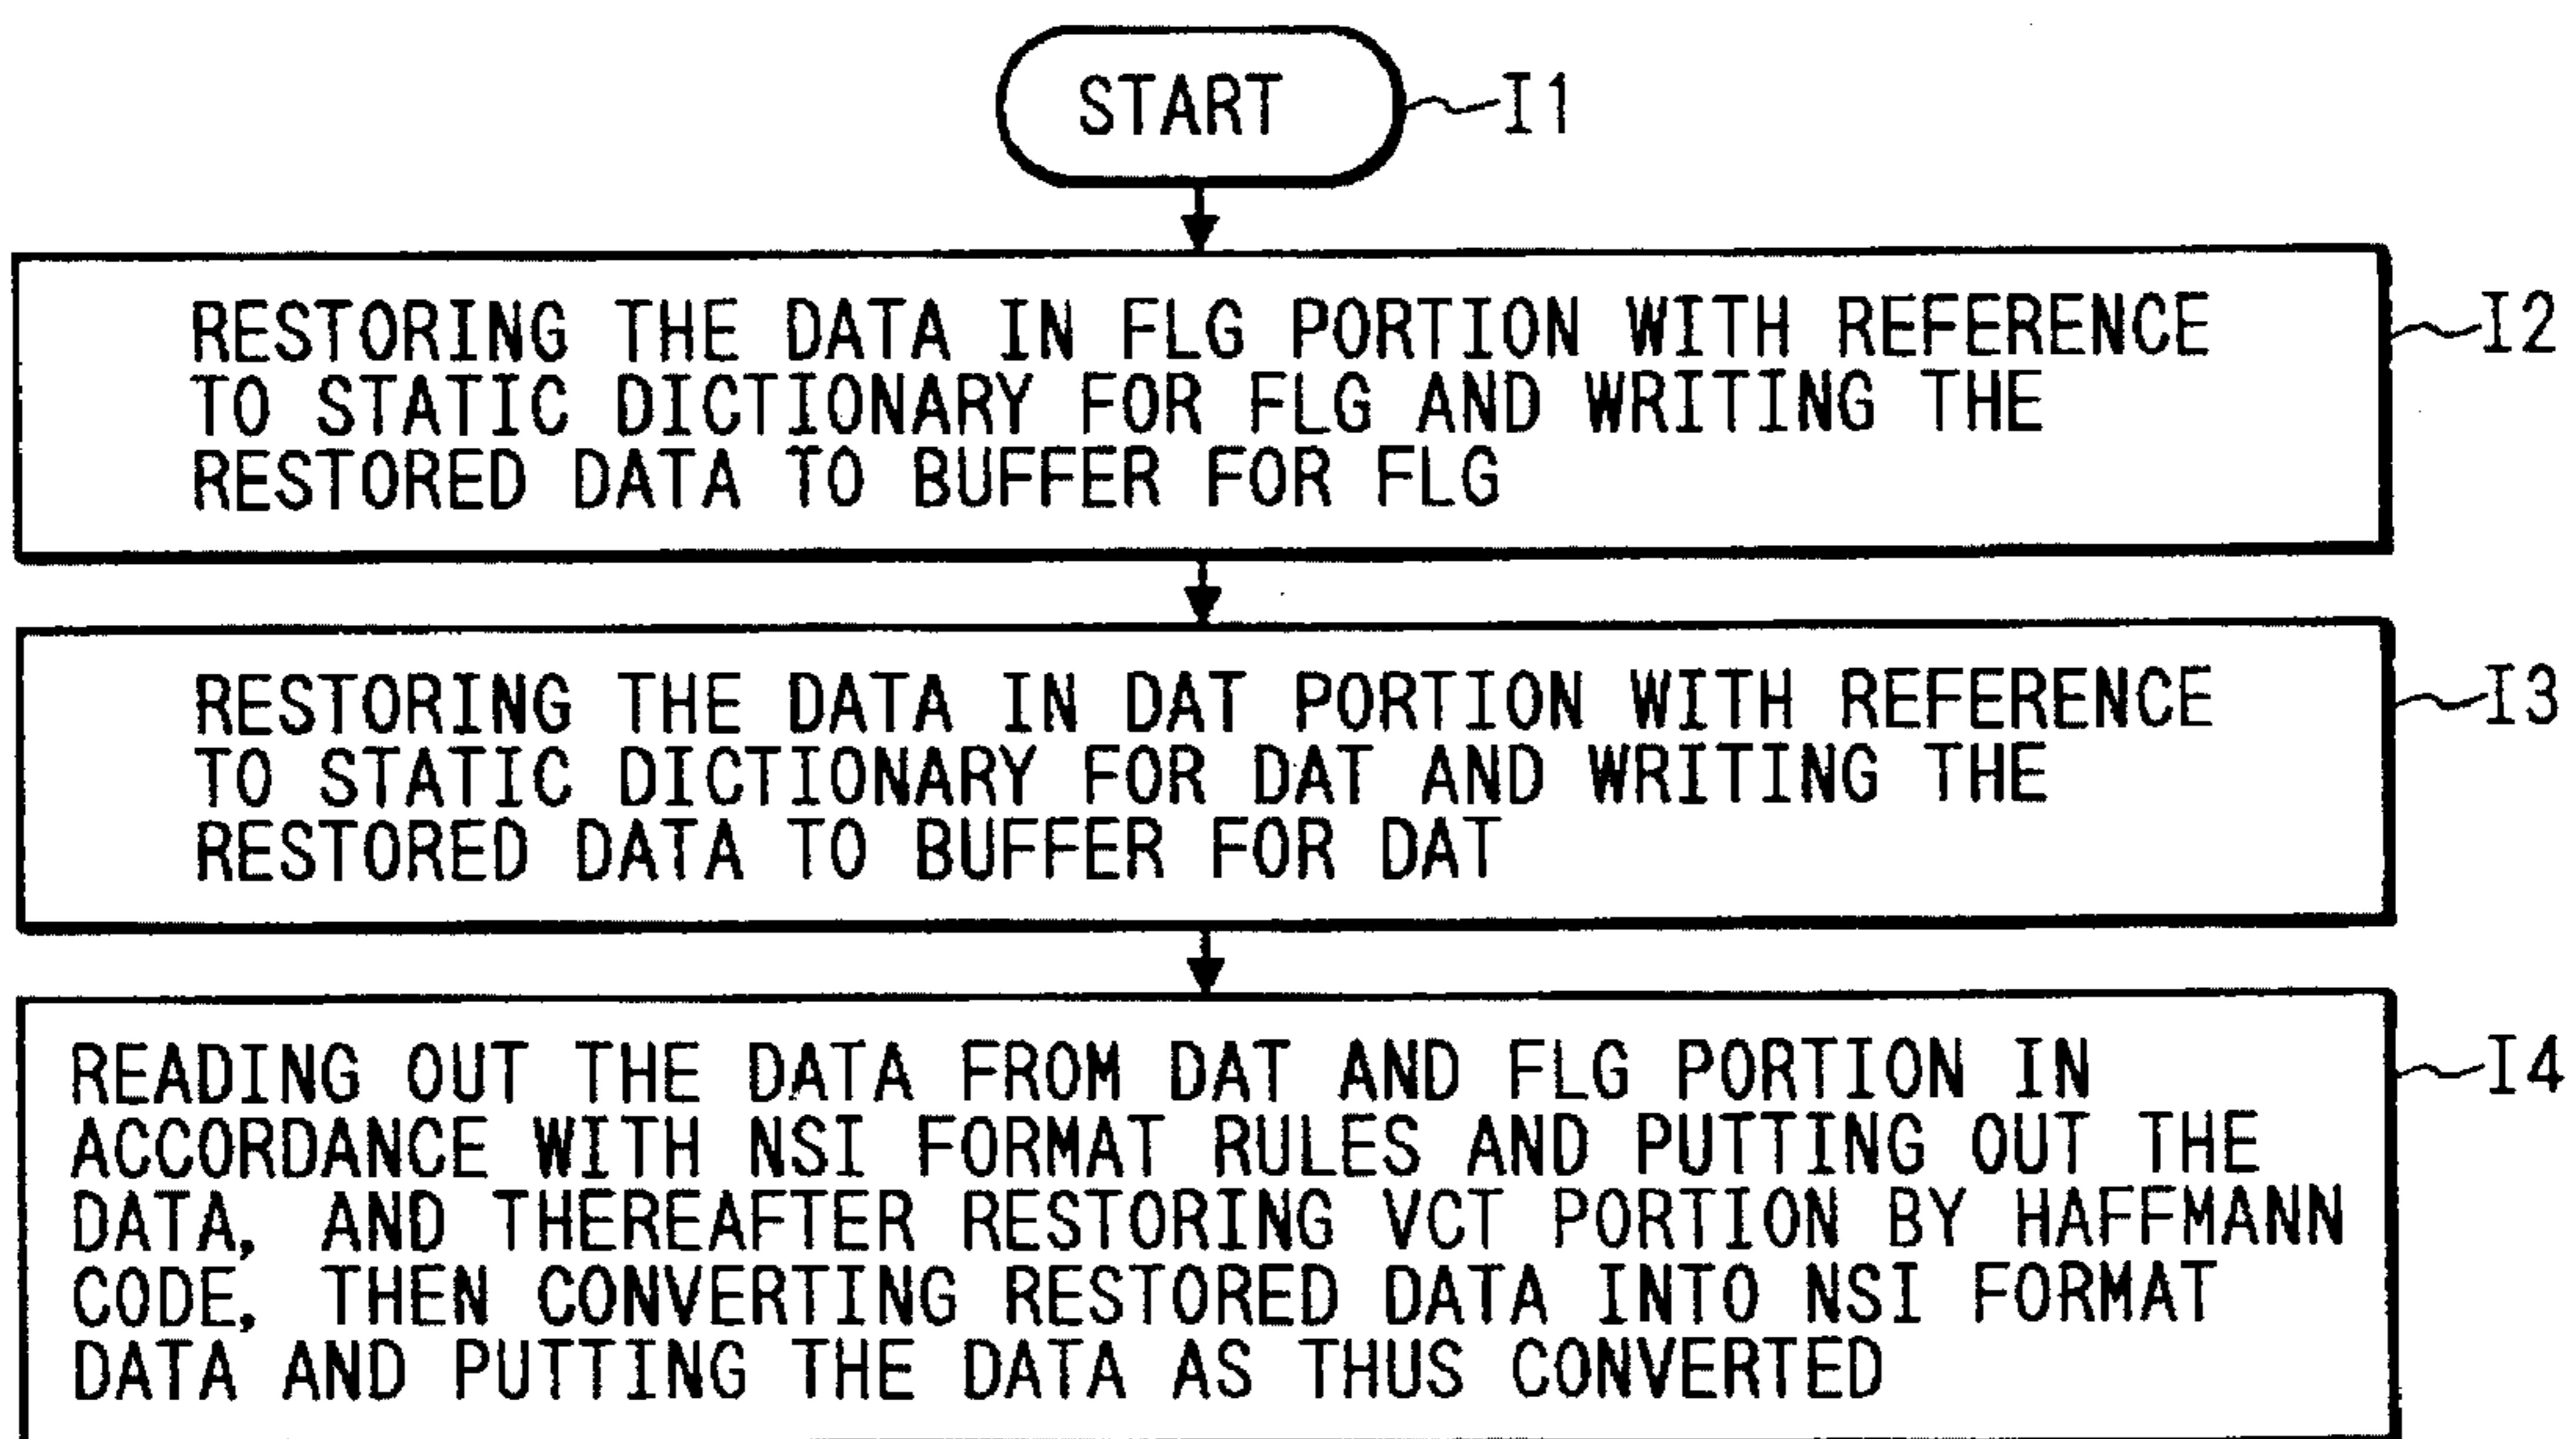 START I1
RESTORING THE DATA IN FLG PORTION WITH REFERENCE I2
TO STATIC DICTIONARY FOR FLG AND WRITING THE
RESTORED DATA TO BUFFER FOR FLG
RESTORING THE DATA IN DAT PORTION WITH REFERENCE I3
TO STATIC DICTIONARY FOR DAT AND WRITING THE
RESTORED DATA TO BUFFER FOR DAT
READING OUT THE DATA FROM DAT AND FLG PORTION IN I4
ACCORDANCE WITH NSI FORMAT RULES AND PUTTING OUT THE
DATA, AND THEREAFTER RESTORING VCT PORTION BY HAFFMANN
CODE, THEN CONVERTING RESTORED DATA INTO NSI FORMAT
DATA AND PUTTING THE DATA AS THUS CONVERTED